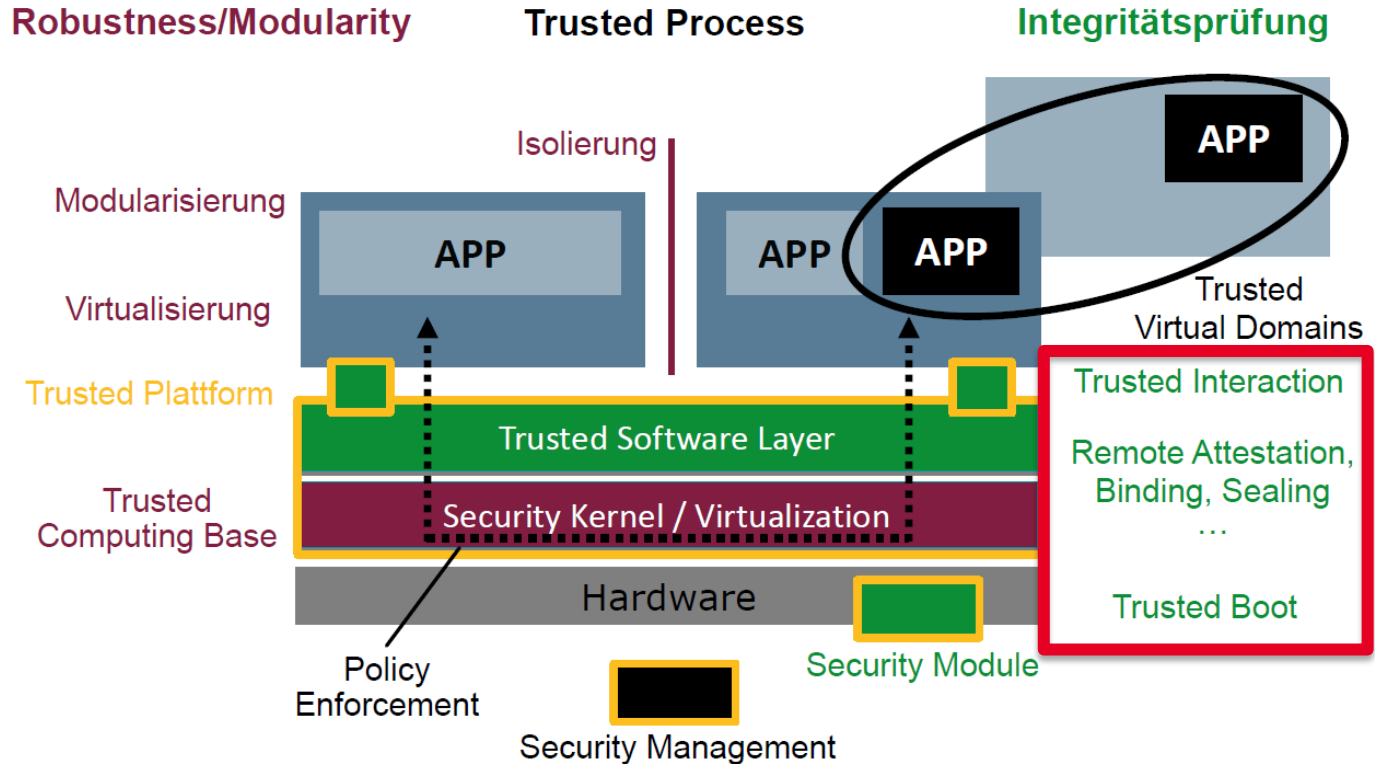 Robustness/Modularity
Trusted Process
Integritätsprüfung
APP
Isolierung
Modularisierung
APP
APP
APP
Virtualisierung
Trusted
Virtual Domains
Trusted Plattform
Trusted Interaction
Trusted Software Layer
Remote Attestation,
Binding, Sealing
...
Trusted
Computing Base
Security Kernel / Virtualization
Hardware
Trusted Boot
Policy
Enforcement
Security Module
Security Management